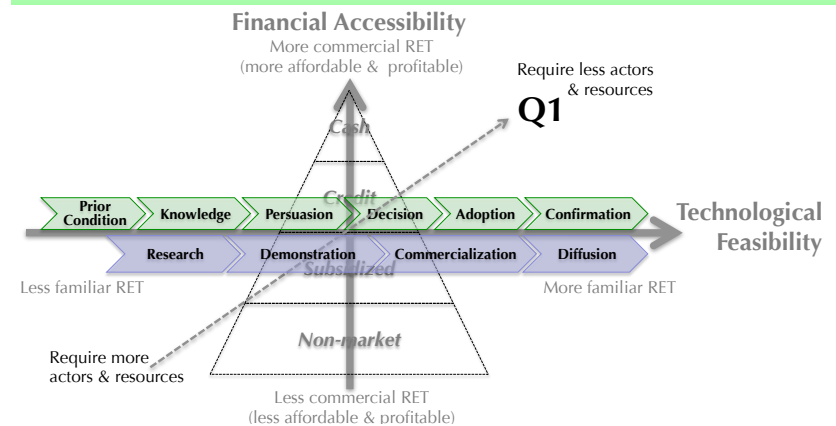 Financial Accessibility
More commercial RET
(more affordable & profitable)
Require less actors
& resources
Q1
Cash
Credit
Prior
Condition
Knowledge
Persuasion
Decision
Adoption
Confirmation
Technological
Feasibility
Research
Demonstration
Commercialization
Diffusion
Subsidized
Less familiar RET
More familiar RET
Non-market
Require more
actors & resources
Less commercial RET
(less affordable & profitable)